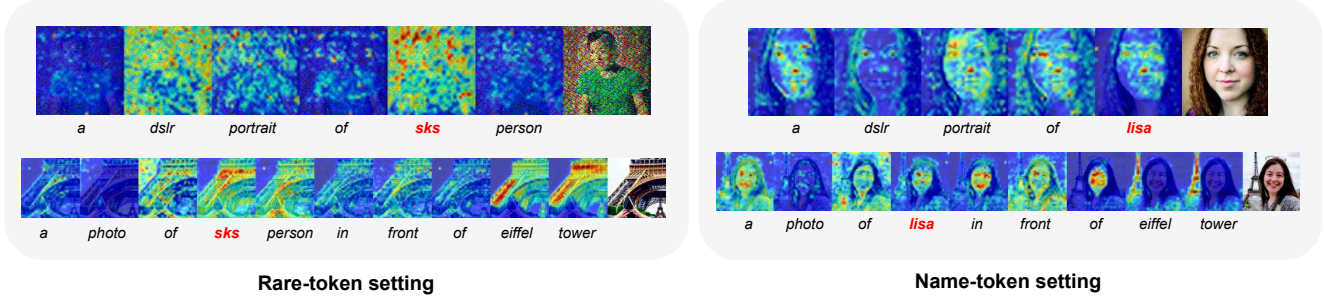 a dslr portrait of sks person
a photo of sks person in front of eiffel tower
Rare-token setting
a dslr portrait of lisa
a photo of lisa in front of eiffel tower
Name-token setting